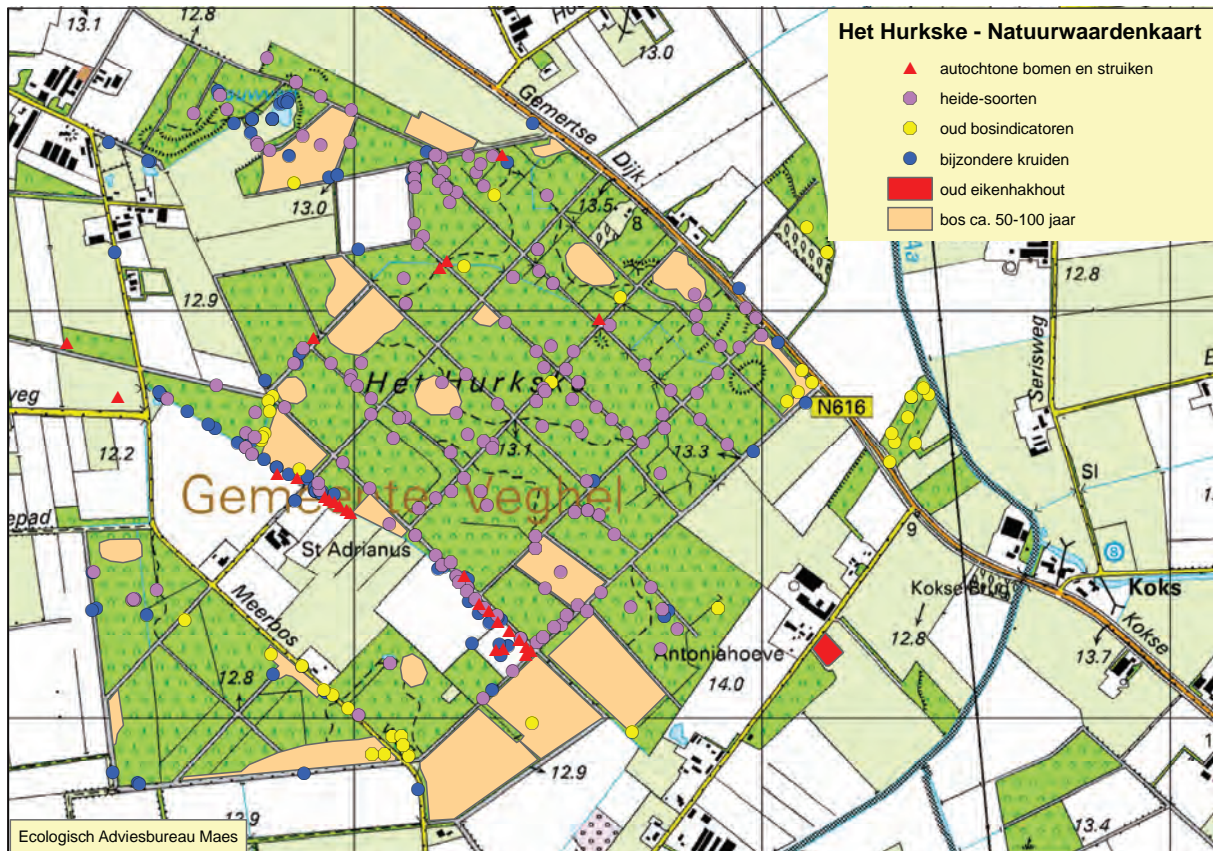 Het Hurkske - Natuurwaardenkaart
autochtone bomen en struiken
heide-soorten
oud bosindicatoren
bijzondere kruiden
oud eikenhakhout
bos ca. 50-100 jaar
13.1
12.8
13.0
Gemertse
Dijk
13.0
13.5
8
12.9
12.8
Aa
Serisweg
Het Hurkske
N616
veg
12.2
13.1
13.3
Gemeente Veghel
SI
epad
St Adrianus
9
8
Meerbos
Kokse Brug
Koks
Kokse
12.8
Antoniahoeve
13.7
12.8
14.0
12.9
12.9
13.4
Ecologisch Adviesbureau Maes